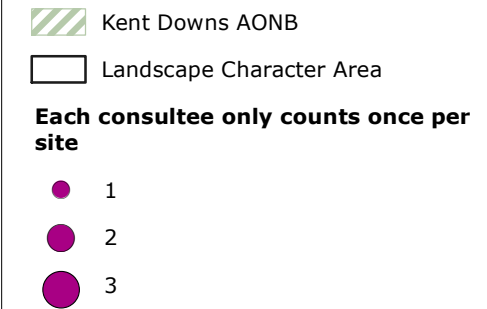 Kent Downs AONB
Landscape Character Area
Each consultee only counts once per
site
1
2
3